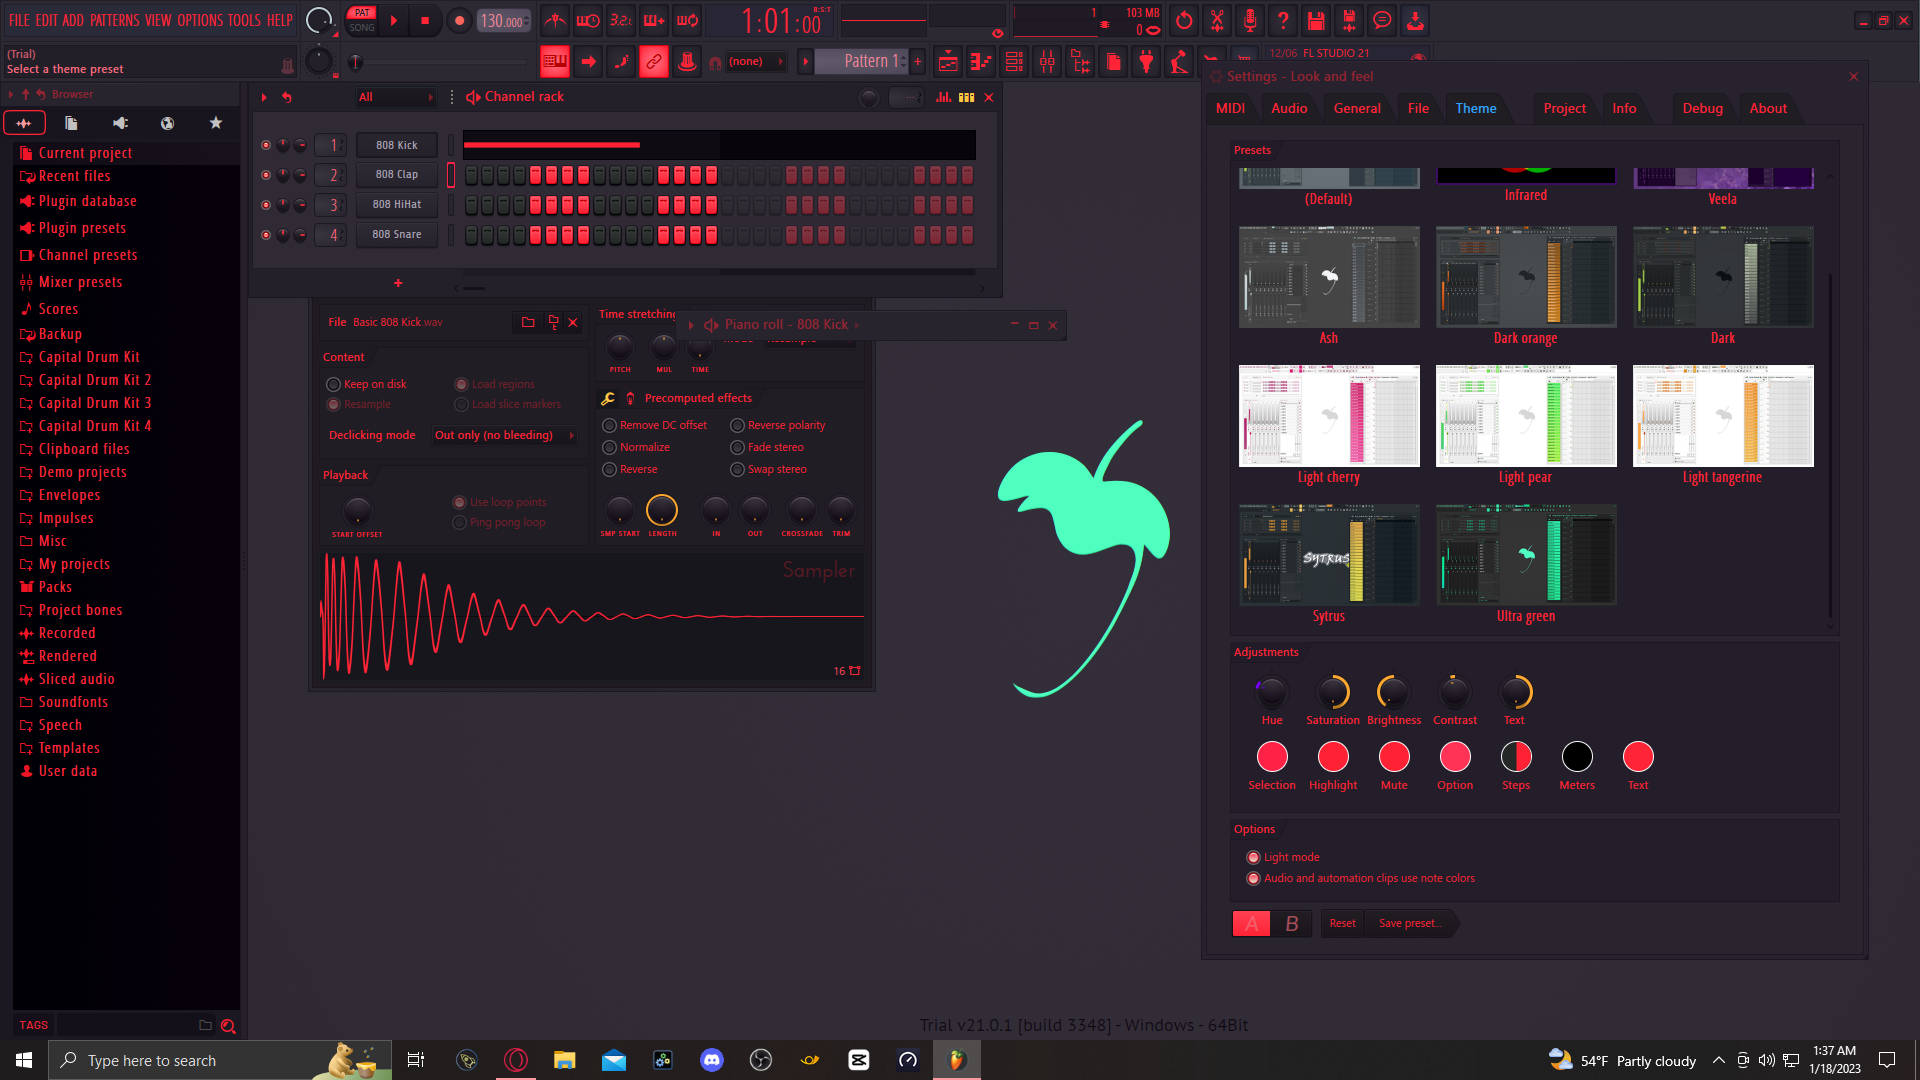 FILE EDIT ADD PATTERNS VIEW OPTIONS TOOLS HELP
PAT
SONG
130.000
3.2.
1:01:00
B:S:T
1
103 MB
0
(Trial)
Select a theme preset
(none)
Pattern 1
12/06 FL STUDIO 21
Browser
Current project
Recent files
Plugin database
Plugin presets
Channel presets
Mixer presets
Scores
Backup
Capital Drum Kit
Capital Drum Kit 2
Capital Drum Kit 3
Capital Drum Kit 4
Clipboard files
Demo projects
Envelopes
Impulses
Misc
My projects
Packs
Project bones
Recorded
Rendered
Sliced audio
Soundfonts
Speech
Templates
User data
TAGS
All
Channel rack
1
808 Kick
2
808 Clap
3
808 HiHat
4
808 Snare
+
File Basic 808 Kick.wav
Time stretching
Piano roll - 808 Kick
PITCH
MUL
TIME
Content
Keep on disk
Load regions
Resample
Load slice markers
Declicking mode
Out only (no bleeding)
Precomputed effects
Remove DC offset
Reverse polarity
Normalize
Fade stereo
Reverse
Swap stereo
Playback
Use loop points
Ping pong loop
START OFFSET
SMP START
LENGTH
IN
OUT
CROSSFADE
TRIM
Sampler
16
Settings - Look and feel
MIDI
Audio
General
File
Theme
Project
Info
Debug
About
Presets
(Default)
Infrared
Veela
Ash
Dark orange
Dark
Light cherry
Light pear
Light tangerine
SYTRUS
Sytrus
Ultra green
Adjustments
Hue
Saturation
Brightness
Contrast
Text
Selection
Highlight
Mute
Option
Steps
Meters
Text
Options
Light mode
Audio and automation clips use note colors
A
B
Reset
Save preset...
Trial v21.0.1 [build 3348] - Windows - 64Bit
Type here to search
54°F Partly cloudy
1:37 AM
1/18/2023